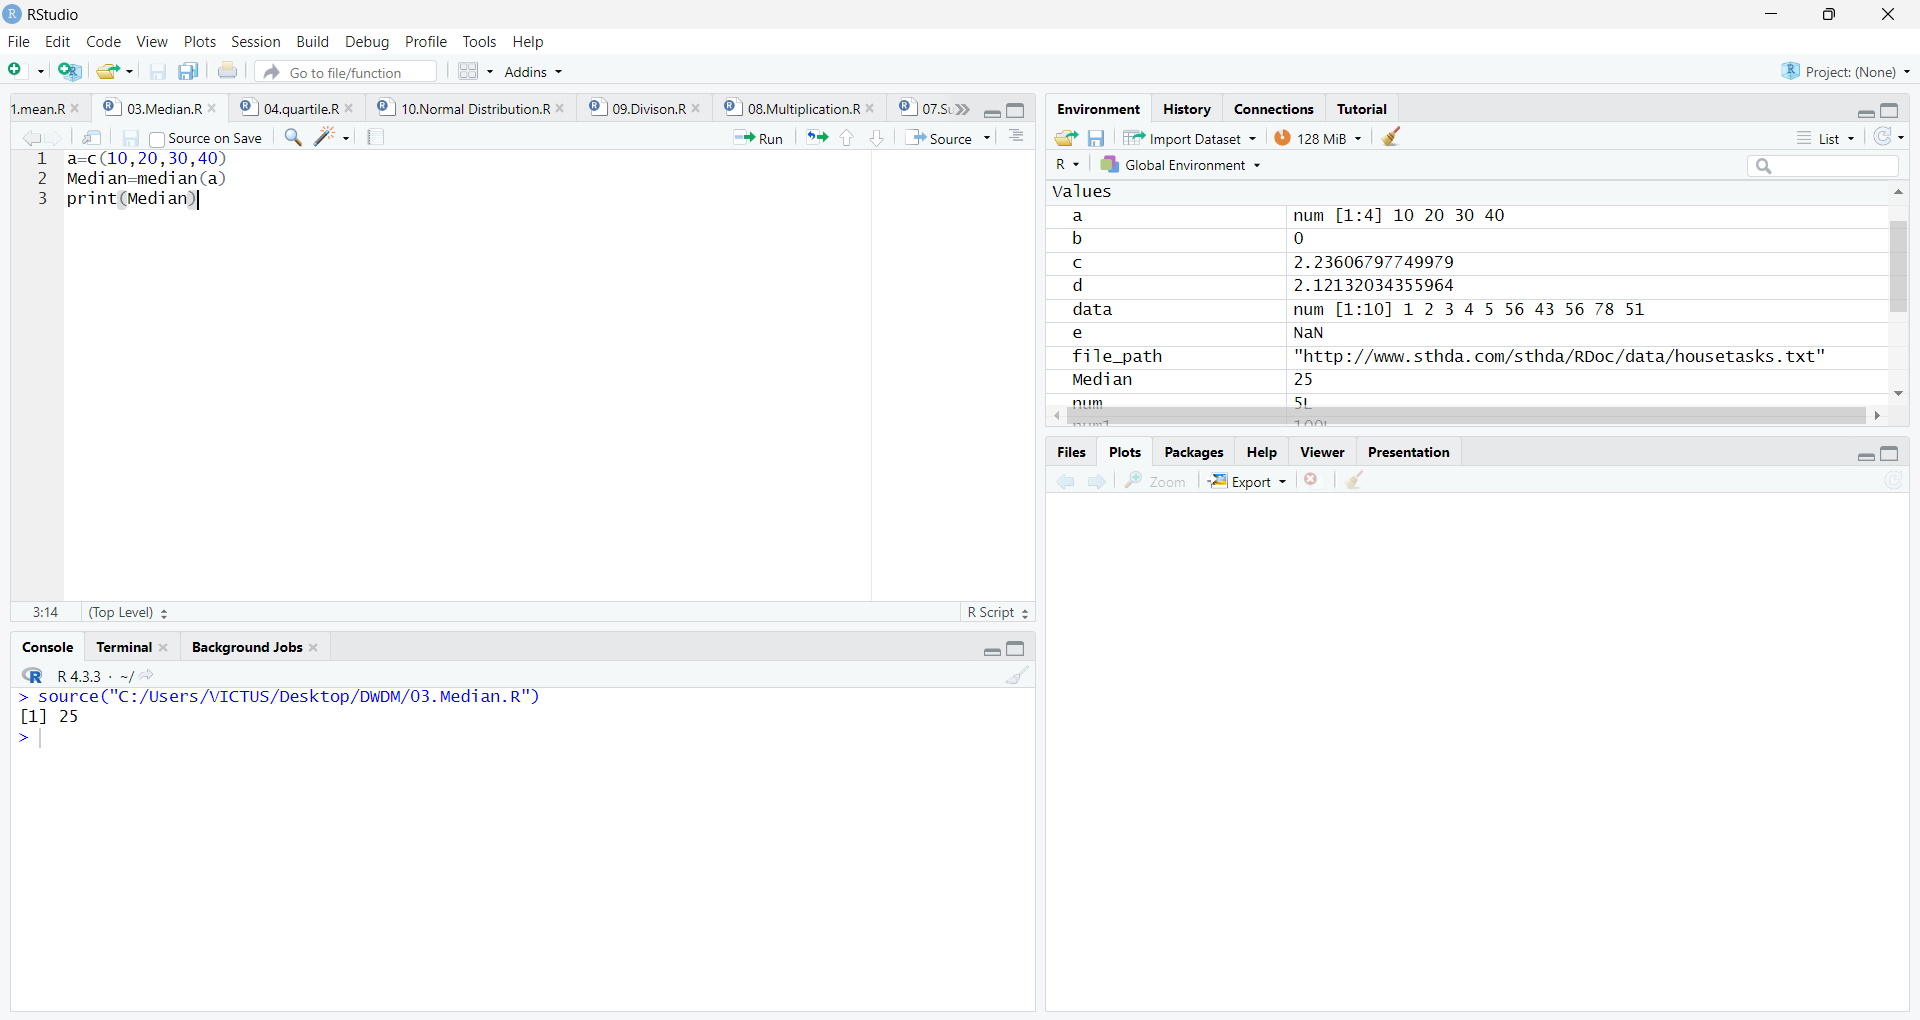 RStudio
File Edit Code View Plots Session Build Debug Profile Tools Help
Go to file/function Addins Project: (None)
1.mean.R 03.Median.R 04.quartile.R 10.Normal Distribution.R 09.Divison.R 08.Multiplication.R 07.S
Source on Save Run Source
1 a=c(10,20,30,40)
2 Median=median(a)
3 print(Median)
3:14 (Top Level) R Script
Console Terminal Background Jobs
R 4.3.3 · ~/
> source("C:/Users/VICTUS/Desktop/DWDM/03.Median.R")
[1] 25
>
Environment History Connections Tutorial
Import Dataset 128 MiB List
R Global Environment
Values
a num [1:4] 10 20 30 40
b 0
c 2.23606797749979
d 2.12132034355964
data num [1:10] 1 2 3 4 5 56 43 56 78 51
e NaN
file_path "http://www.sthda.com/sthda/RDoc/data/housetasks.txt"
Median 25
num 5L
num1 100L
Files Plots Packages Help Viewer Presentation
Zoom Export